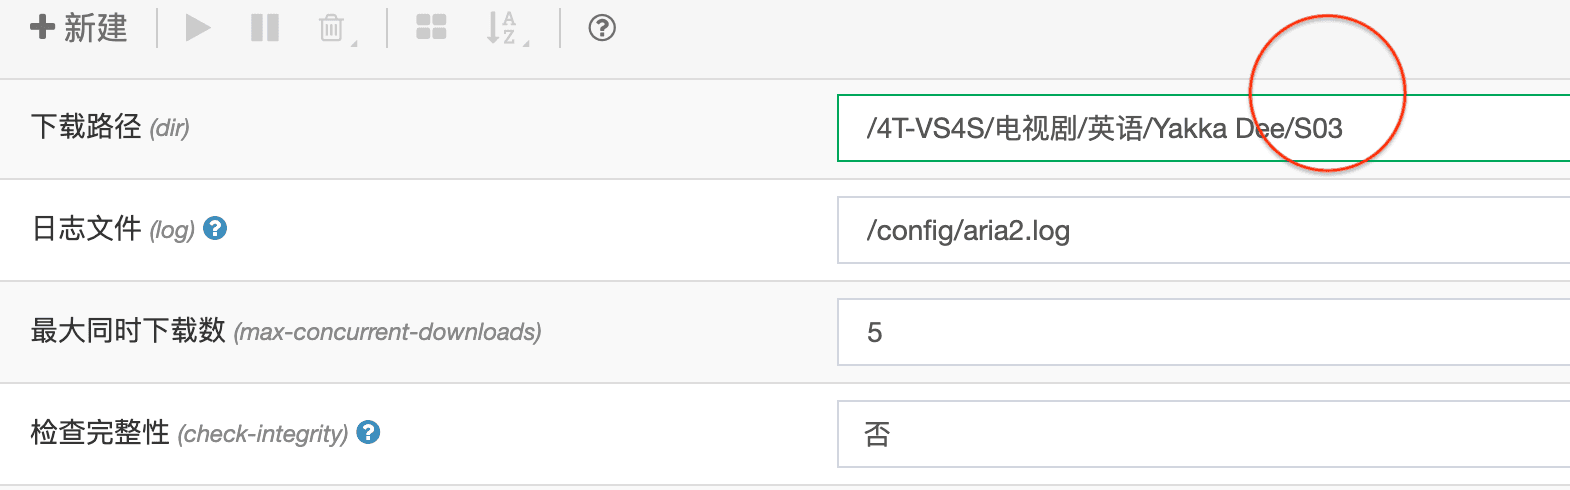 新建
下载路径 (dir) /4T-VS4S/电视剧/英语/Yakka Dee/S03
日志文件 (log) /config/aria2.log
最大同时下载数 (max-concurrent-downloads) 5
检查完整性 (check-integrity) 否